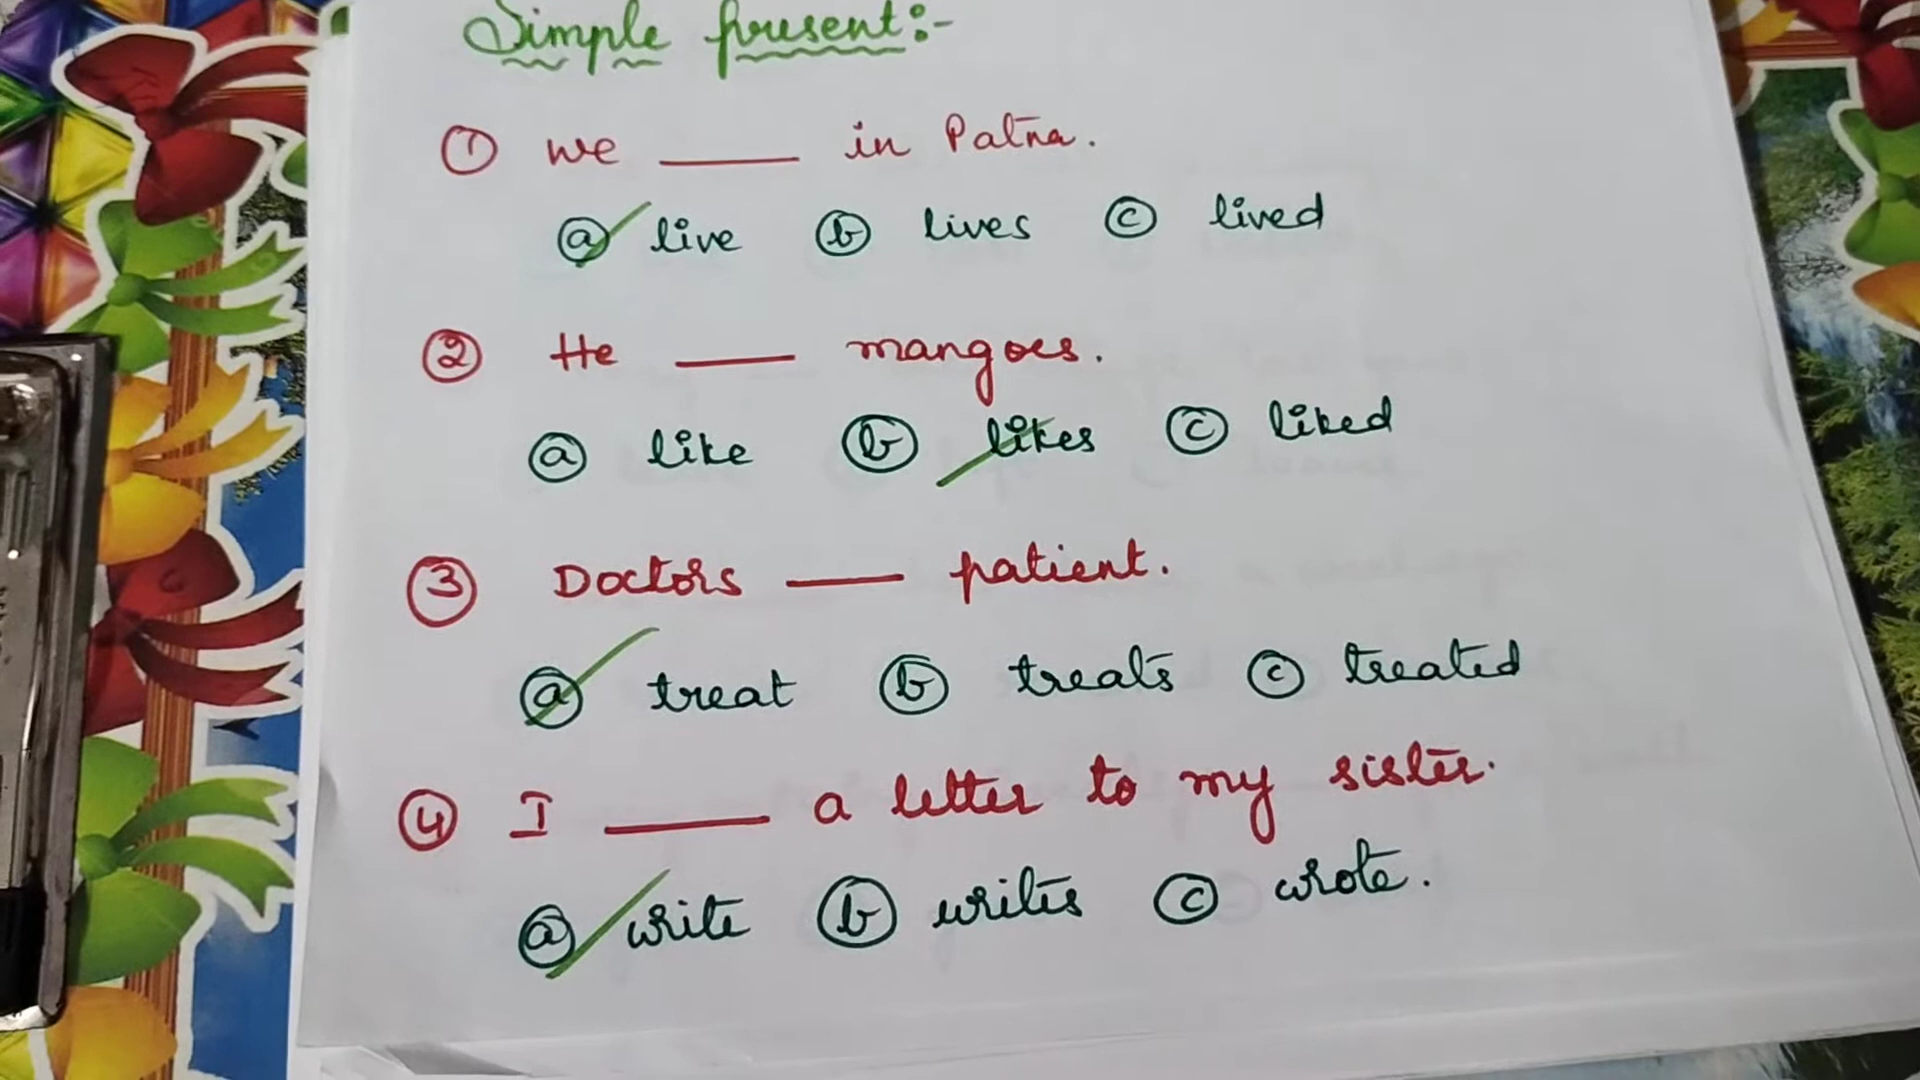 Simple present:-
① We ____ in Patna.
ⓐ live ⓑ lives ⓒ lived
② He ____ mangoes.
ⓐ like ⓑ likes ⓒ liked
③ Doctors ____ patient.
ⓐ treat ⓑ treats ⓒ treated
④ I ____ a letter to my sister.
ⓐ write ⓑ writes ⓒ wrote.